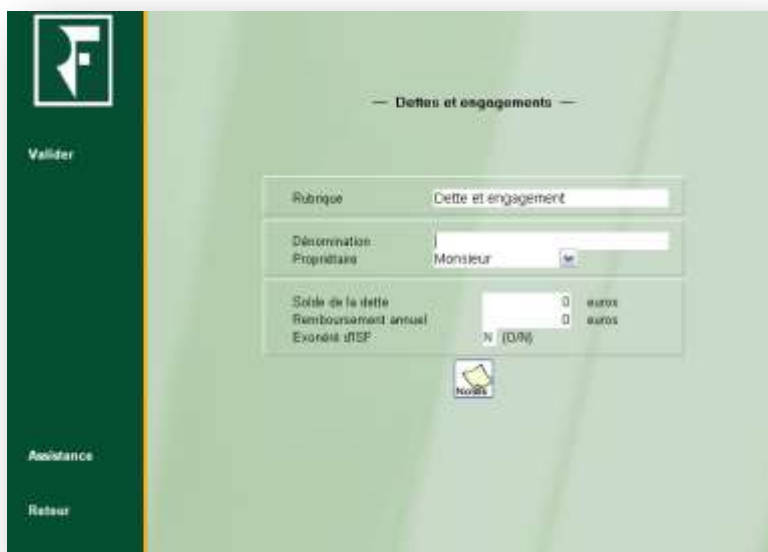 RF
— Dettes et engagements —
Valider
Rubrique Dette et engagement
Dénomination
Propriétaire Monsieur
Solde de la dette 0 euros
Remboursement annuel 0 euros
Exonéré d'ISF N (O/N)
Notes
Assistance
Retour